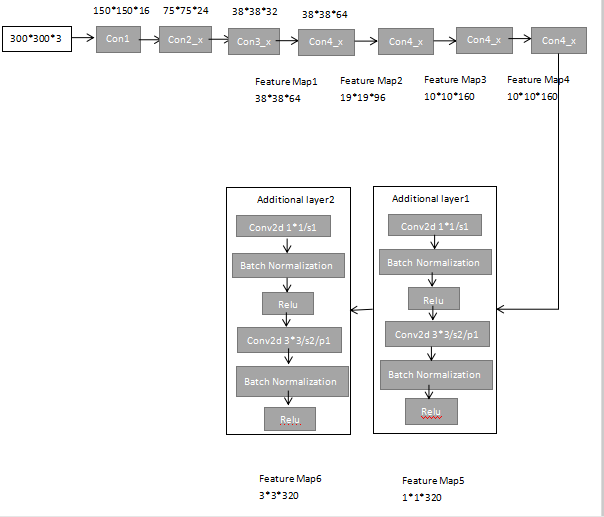 150*150*16 75*75*24 38*38*32 38*38*64
300*300*3 Con1 Con2_x Con3_x Con4_x Con4_x Con4_x Con4_x
Feature Map1 Feature Map2 Feature Map3 Feature Map4
38*38*64 19*19*96 10*10*160 10*10*160
Additional layer2
Conv2d 1*1/s1
Batch Normalization
Relu
Conv2d 3*3/s2/p1
Batch Normalization
Relu
Additional layer1
Conv2d 1*1/s1
Batch Normalization
Relu
Conv2d 3*3/s2/p1
Batch Normalization
Relu
Feature Map6
3*3*320
Feature Map5
1*1*320